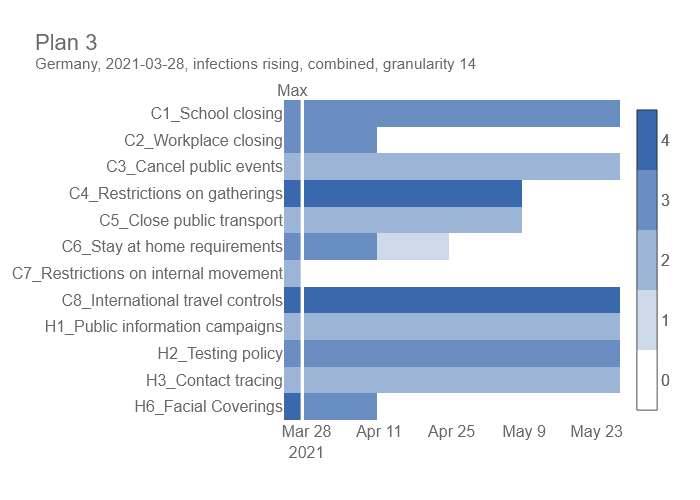 Plan 3
Germany, 2021-03-28, infections rising, combined, granularity 14
Max
C1_School closing
C2_Workplace closing
C3_Cancel public events
C4_Restrictions on gatherings
C5_Close public transport
C6_Stay at home requirements
C7_Restrictions on internal movement
C8_International travel controls
H1_Public information campaigns
H2_Testing policy
H3_Contact tracing
H6_Facial Coverings
Mar 28 Apr 11 Apr 25 May 9 May 23
2021
4
3
2
1
0